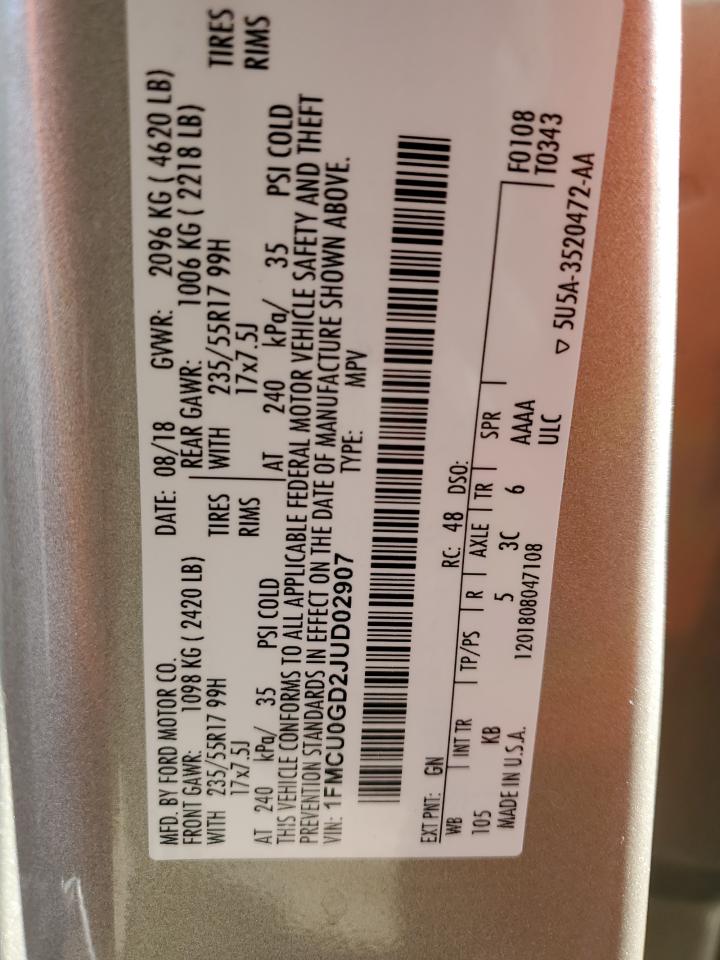 MFD. BY FORD MOTOR CO.
DATE: 08/18 GVWR: 2096 KG ( 4620 LB)
FRONT GAWR: 1098 KG ( 2420 LB) REAR GAWR: 1006 KG ( 2218 LB)
WITH 235/55R17 99H TIRES WITH 235/55R17 99H TIRES
17x7.5J RIMS 17x7.5J RIMS
AT 240 kPa/ 35 PSI COLD AT 240 kPa/ 35 PSI COLD
THIS VEHICLE CONFORMS TO ALL APPLICABLE FEDERAL MOTOR VEHICLE SAFETY AND THEFT
PREVENTION STANDARDS IN EFFECT ON THE DATE OF MANUFACTURE SHOWN ABOVE.
VIN: 1FMCU0GD2JUD02907 TYPE: MPV
EXT PNT: GN RC: 48 DSO:
WB INT TR TP/PS R AXLE TR SPR F0108
T0343
105 KB 5 3C 6 AAAA
MADE IN U.S.A. 1201808047108 ULC
▽ 5U5A-3520472-AA